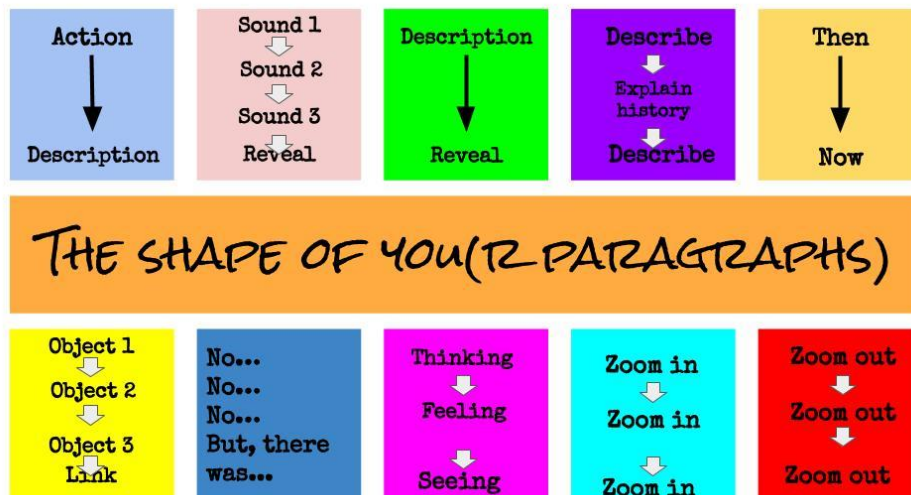 Action
Description
Sound 1
Sound 2
Sound 3
Reveal
Description
Reveal
Describe
Explain
history
Describe
Then
Now
The shape of you(r paragraphs)
Object 1
Object 2
Object 3
Link
No...
No...
No...
But, there
was...
Thinking
Feeling
Seeing
Zoom in
Zoom in
Zoom in
Zoom out
Zoom out
Zoom out